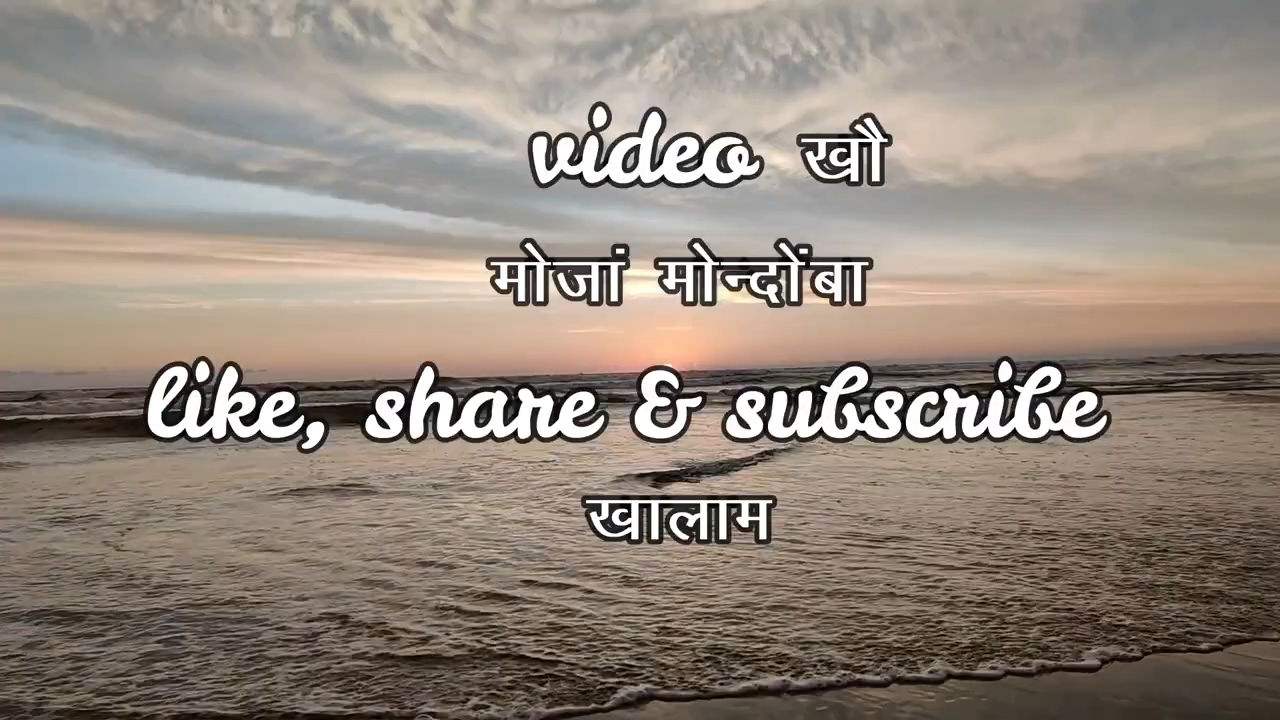 video खौ
मोजां मोन्दोंबा
like, share & subscribe
खालाम